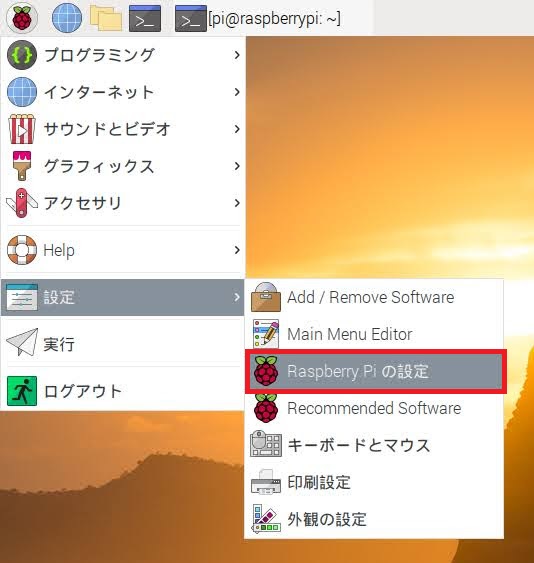 [pi@raspberrypi: ~]
プログラミング
インターネット
サウンドとビデオ
グラフィックス
アクセサリ
Help
設定
実行
ログアウト
Add / Remove Software
Main Menu Editor
Raspberry Pi の設定
Recommended Software
キーボードとマウス
印刷設定
外観の設定